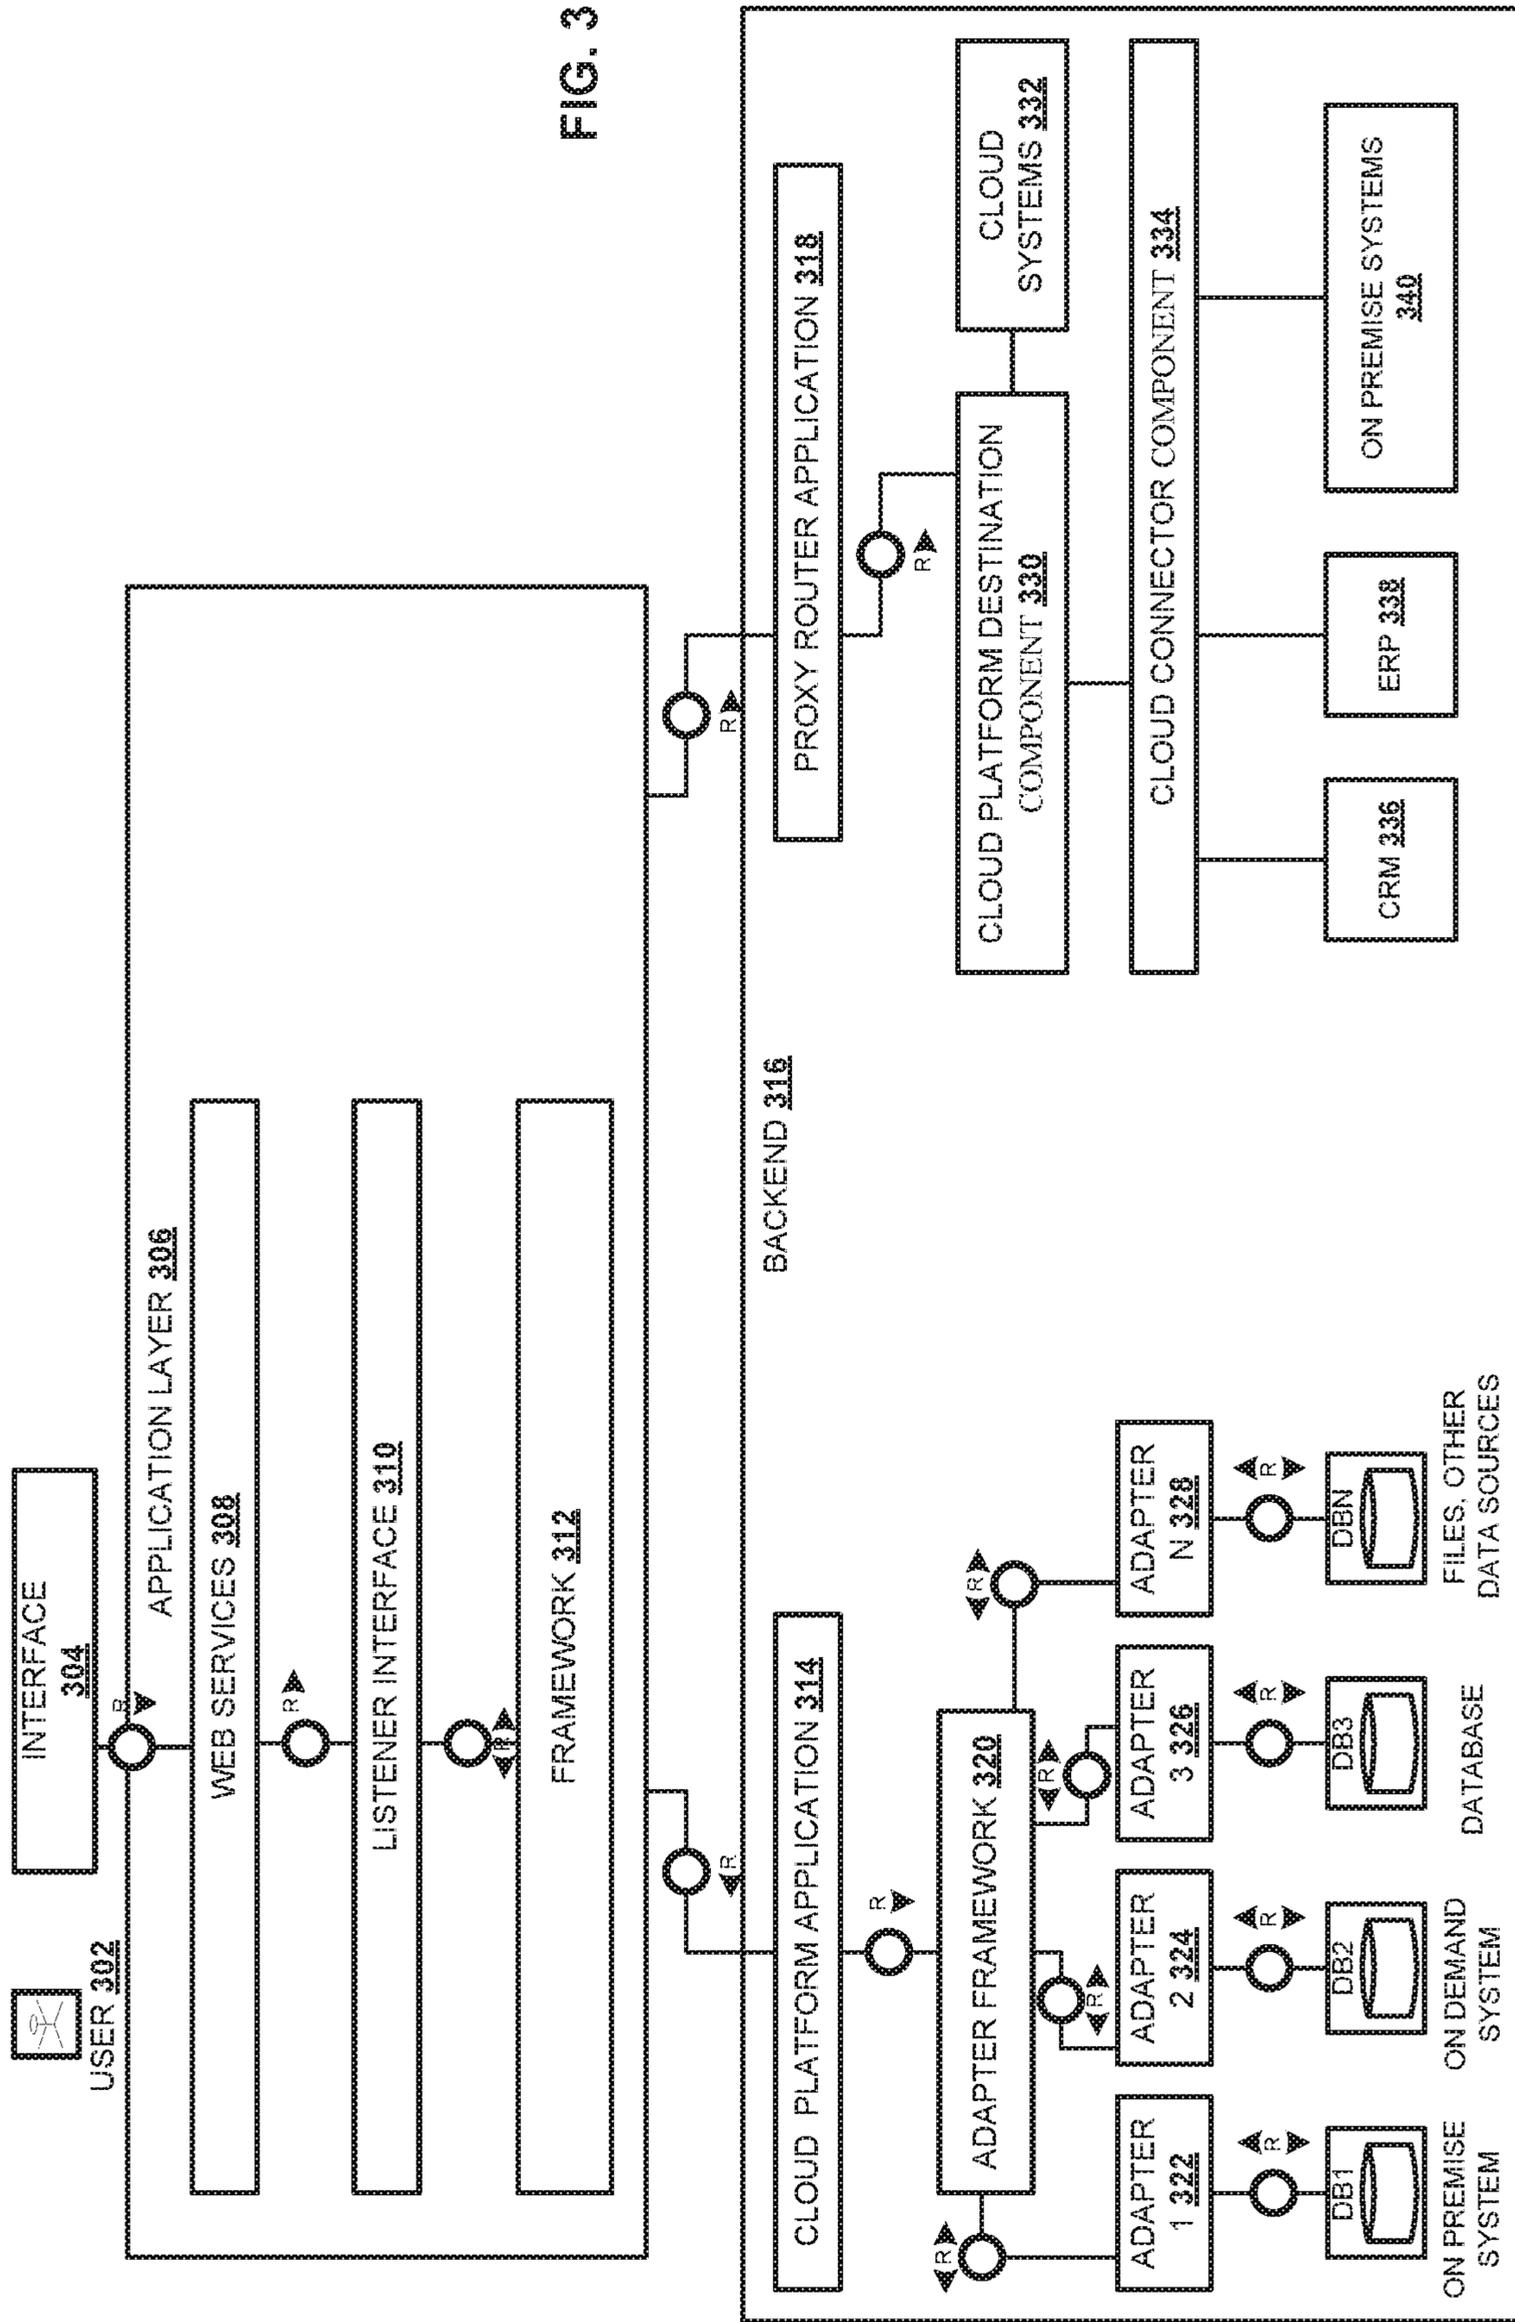 FIG. 3
USER 302
INTERFACE
304
R
APPLICATION LAYER 306
WEB SERVICES 308
R
LISTENER INTERFACE 310
R
FRAMEWORK 312
R
R
BACKEND 316
CLOUD PLATFORM APPLICATION 314
R
ADAPTER FRAMEWORK 320
R
R
R
R
ADAPTER
1 322
ADAPTER
2 324
ADAPTER
3 326
ADAPTER
N 328
R
R
R
R
DB1
DB2
DB3
DBN
ON PREMISE
SYSTEM
ON DEMAND
SYSTEM
DATABASE
FILES, OTHER
DATA SOURCES
PROXY ROUTER APPLICATION 318
R
CLOUD PLATFORM DESTINATION
COMPONENT 330
CLOUD
SYSTEMS 332
CLOUD CONNECTOR COMPONENT 334
CRM 336
ERP 338
ON PREMISE SYSTEMS
340